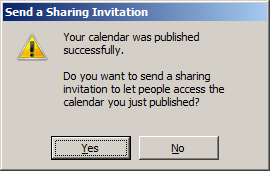 Send a Sharing Invitation
Your calendar was published
successfully.
Do you want to send a sharing
invitation to let people access the
calendar you just published?
Yes
No